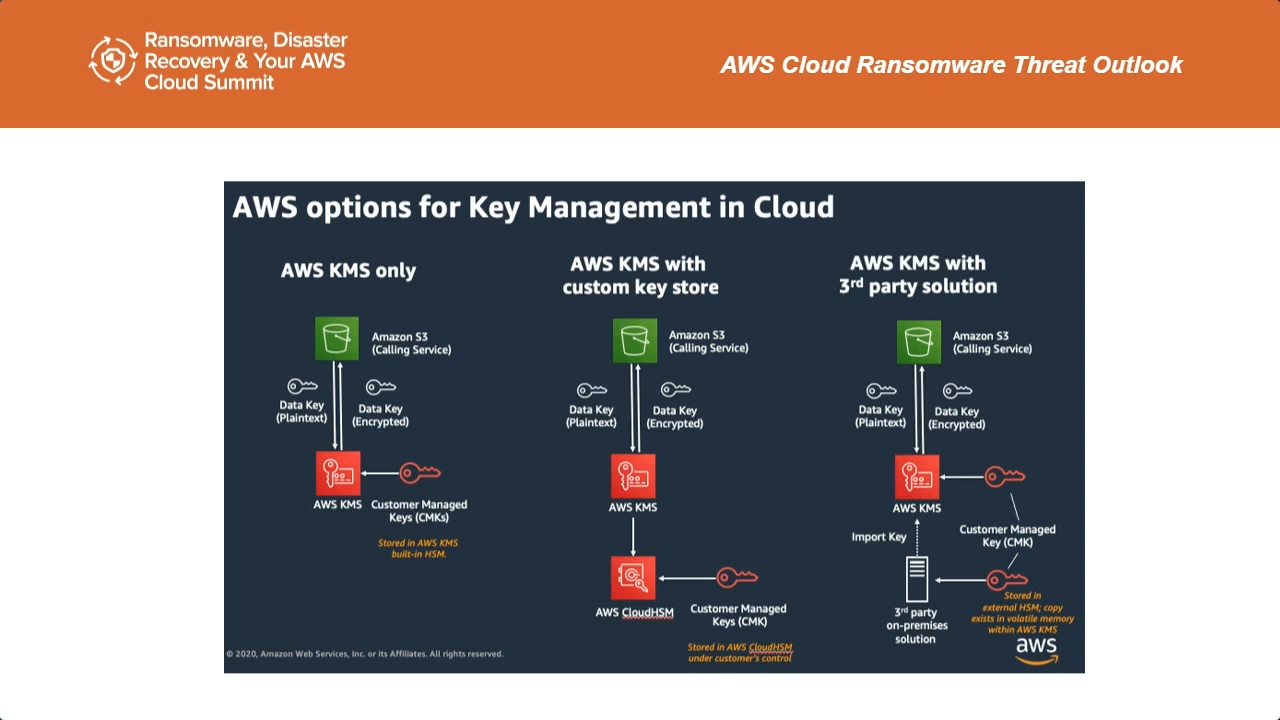 Ransomware, Disaster
Recovery & Your AWS
Cloud Summit
AWS Cloud Ransomware Threat Outlook
AWS options for Key Management in Cloud
AWS KMS only
Amazon S3
(Calling Service)
Data Key
(Plaintext)
Data Key
(Encrypted)
AWS KMS
Customer Managed
Keys (CMKs)
Stored in AWS KMS
built-in HSM.
AWS KMS with
custom key store
Amazon S3
(Calling Service)
Data Key
(Plaintext)
Data Key
(Encrypted)
AWS KMS
AWS CloudHSM
Customer Managed
Keys (CMK)
Stored in AWS CloudHSM
under customer's control
AWS KMS with
3rd party solution
Amazon S3
(Calling Service)
Data Key
(Plaintext)
Data Key
(Encrypted)
AWS KMS
Import Key
Customer Managed
Key (CMK)
3rd party
on-premises
solution
Stored in
external HSM; copy
exists in volatile memory
within AWS KMS
© 2020, Amazon Web Services, Inc. or its Affiliates. All rights reserved.
aws